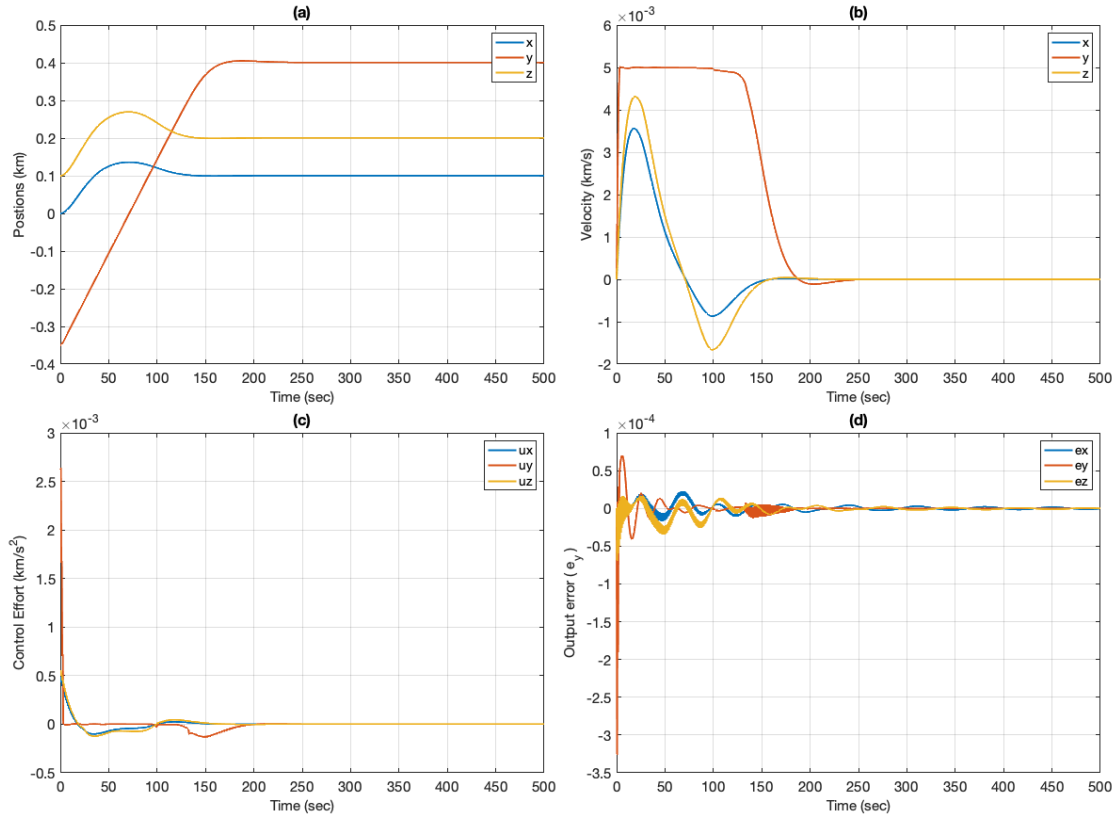 (a)
Postions (km)
0.5
0.4
0.3
0.2
0.1
0
-0.1
-0.2
-0.3
-0.4
0 50 100 150 200 250 300 350 400 450 500
Time (sec)
x
y
z
(b)
×10-3
Velocity (km/s)
6
5
4
3
2
1
0
-1
-2
0 50 100 150 200 250 300 350 400 450 500
Time (sec)
x
y
z
(c)
×10-3
Control Effort (km/s2)
3
2.5
2
1.5
1
0.5
0
-0.5
0 50 100 150 200 250 300 350 400 450 500
Time (sec)
ux
uy
uz
(d)
×10-4
Output error ( ey)
1
0.5
0
-0.5
-1
-1.5
-2
-2.5
-3
-3.5
0 50 100 150 200 250 300 350 400 450 500
Time (sec)
ex
ey
ez